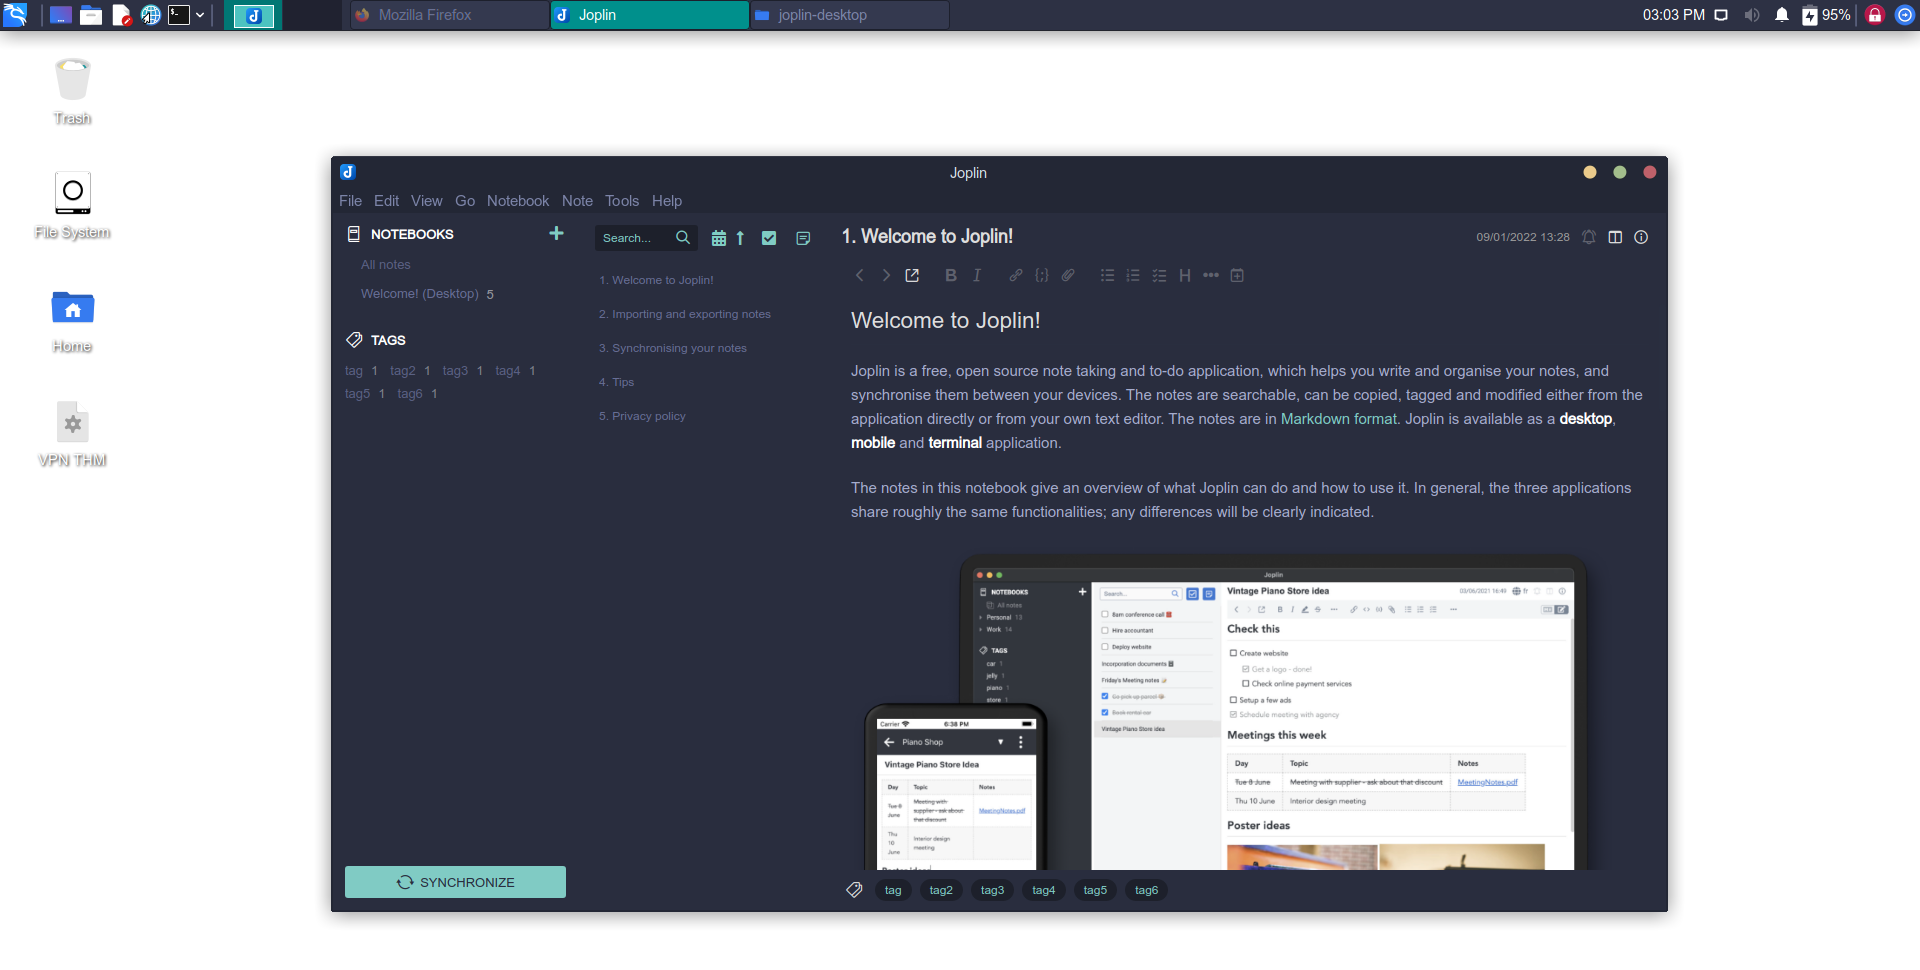 Mozilla Firefox
Joplin
joplin-desktop
03:03 PM
95%
Trash
File System
Home
VPN THM
Joplin
File Edit View Go Notebook Note Tools Help
NOTEBOOKS
All notes
Welcome! (Desktop) 5
TAGS
tag 1 tag2 1 tag3 1 tag4 1
tag5 1 tag6 1
SYNCHRONIZE
Search...
1. Welcome to Joplin!
2. Importing and exporting notes
3. Synchronising your notes
4. Tips
5. Privacy policy
1. Welcome to Joplin!
09/01/2022 13:28
B I H
Welcome to Joplin!
Joplin is a free, open source note taking and to-do application, which helps you write and organise your notes, and
synchronise them between your devices. The notes are searchable, can be copied, tagged and modified either from the
application directly or from your own text editor. The notes are in Markdown format. Joplin is available as a desktop,
mobile and terminal application.
The notes in this notebook give an overview of what Joplin can do and how to use it. In general, the three applications
share roughly the same functionalities; any differences will be clearly indicated.
Joplin
NOTEBOOKS
All notes
Personal 13
Work 14
TAGS
car 1
jelly 1
piano 1
store 1
Search...
8am conference call
Hire accountant
Deploy website
Incorporation documents
Friday's Meeting notes
Go pick up parcel
Book rental car
Vintage Piano Store idea
Vintage Piano Store idea
03/06/2021 16:49 fr
Check this
Create website
Get a logo - done!
Check online payment services
Setup a few ads
Schedule meeting with agency
Meetings this week
Day Topic Notes
Tue 8 June Meeting with supplier - ask about that discount MeetingNotes.pdf
Thu 10 June Interior design meeting
Poster ideas
Carrier 6:38 PM
Piano Shop
Vintage Piano Store Idea
Day Topic Notes
Tue 8 June Meeting with supplier - ask about that discount MeetingNotes.pdf
Thu 10 June Interior design meeting
Poster ideas
tag tag2 tag3 tag4 tag5 tag6